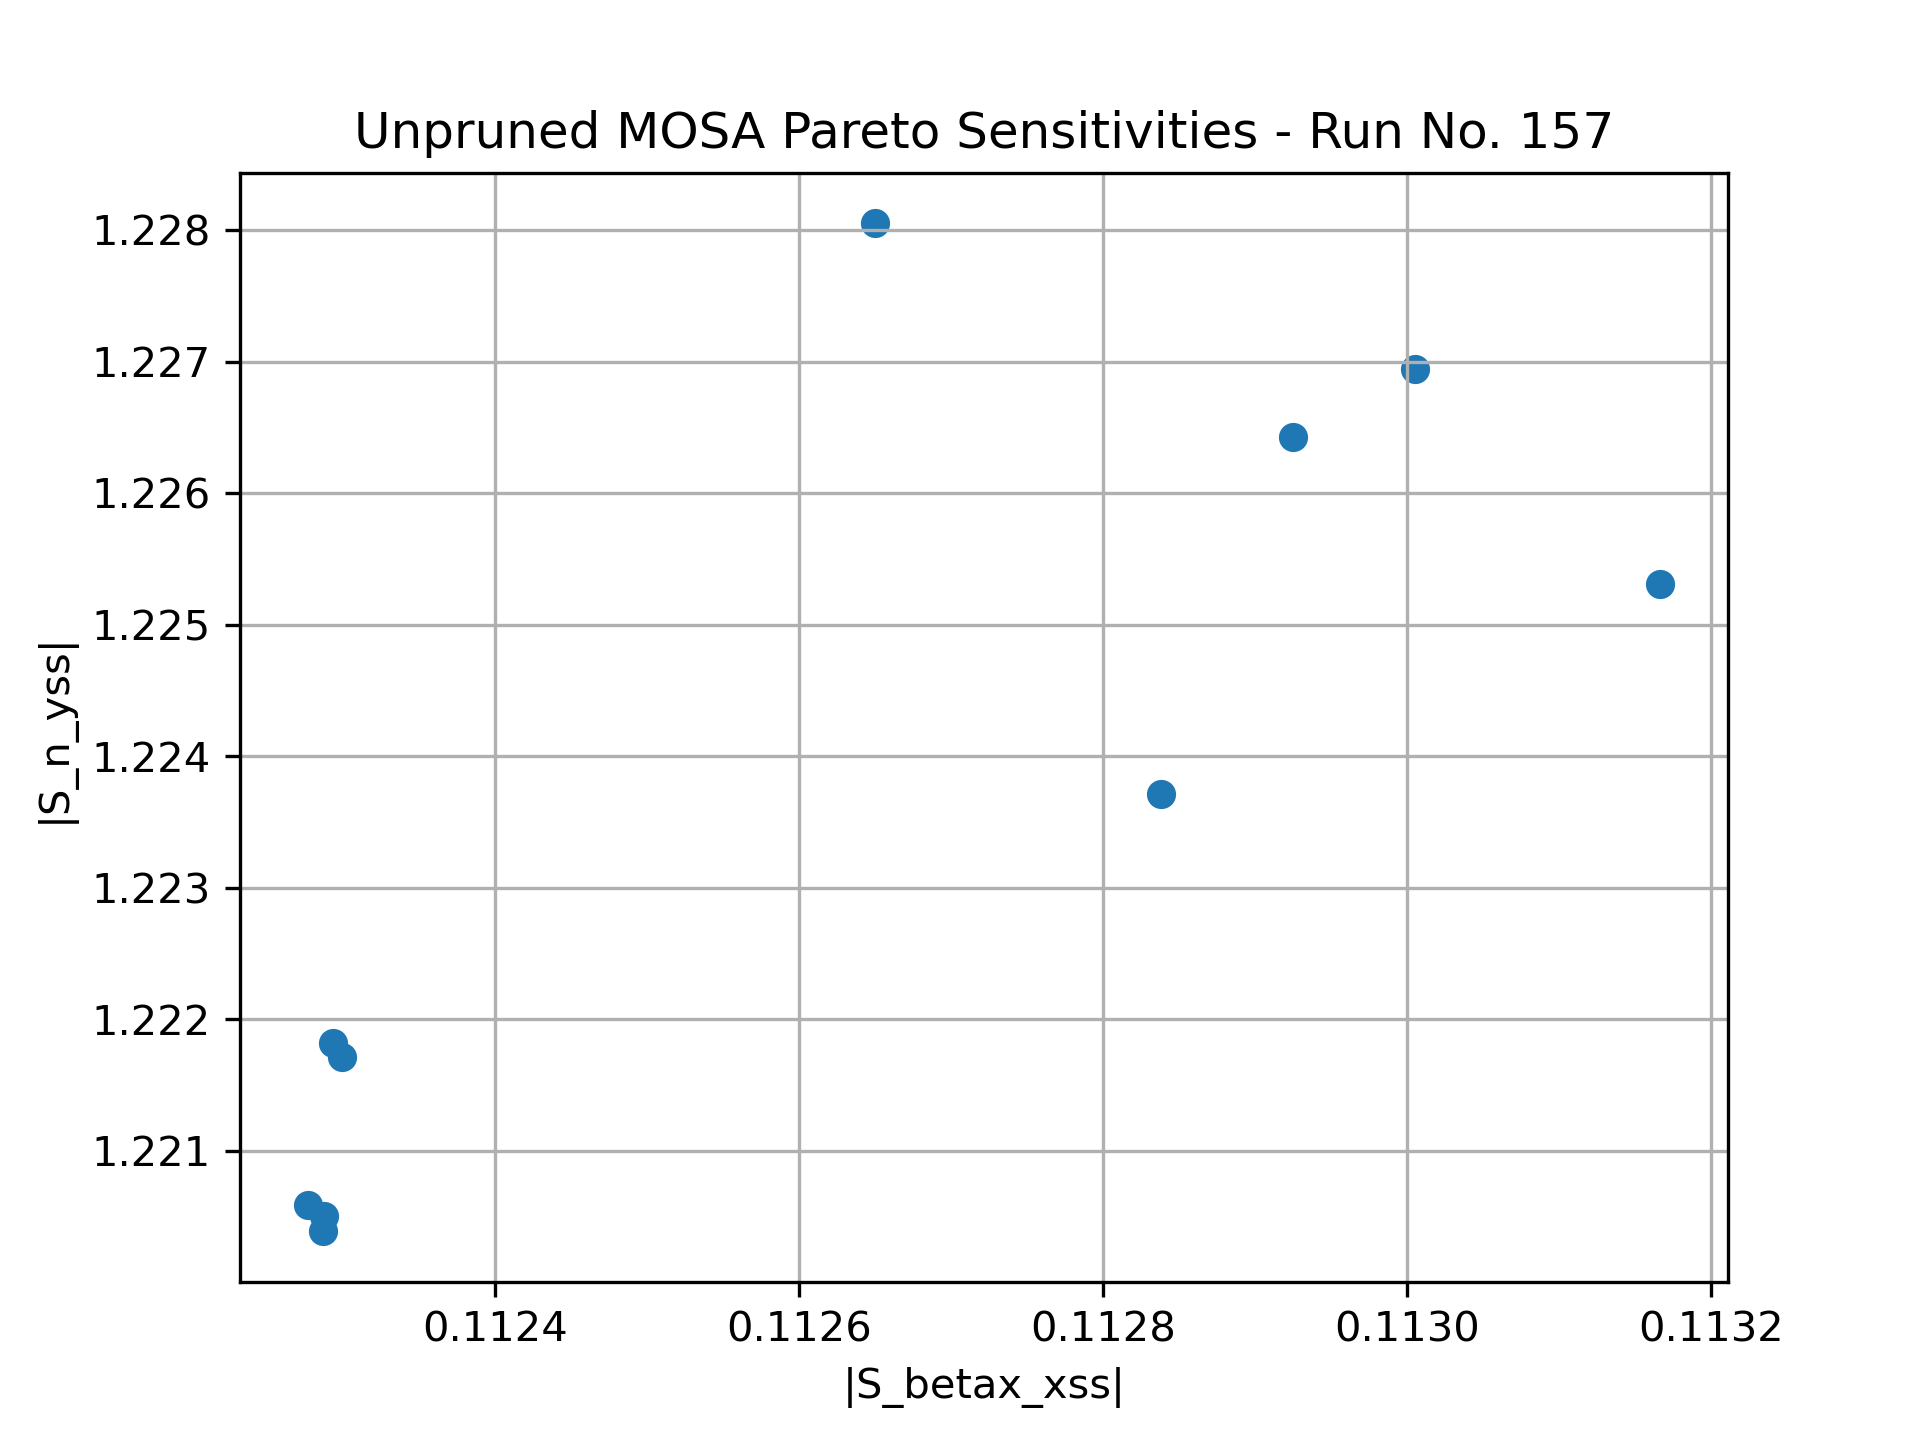 Unpruned MOSA Pareto Sensitivities - Run No. 157
|S_n_yss|
1.228
1.227
1.226
1.225
1.224
1.223
1.222
1.221
0.1124 0.1126 0.1128 0.1130 0.1132
|S_betax_xss|